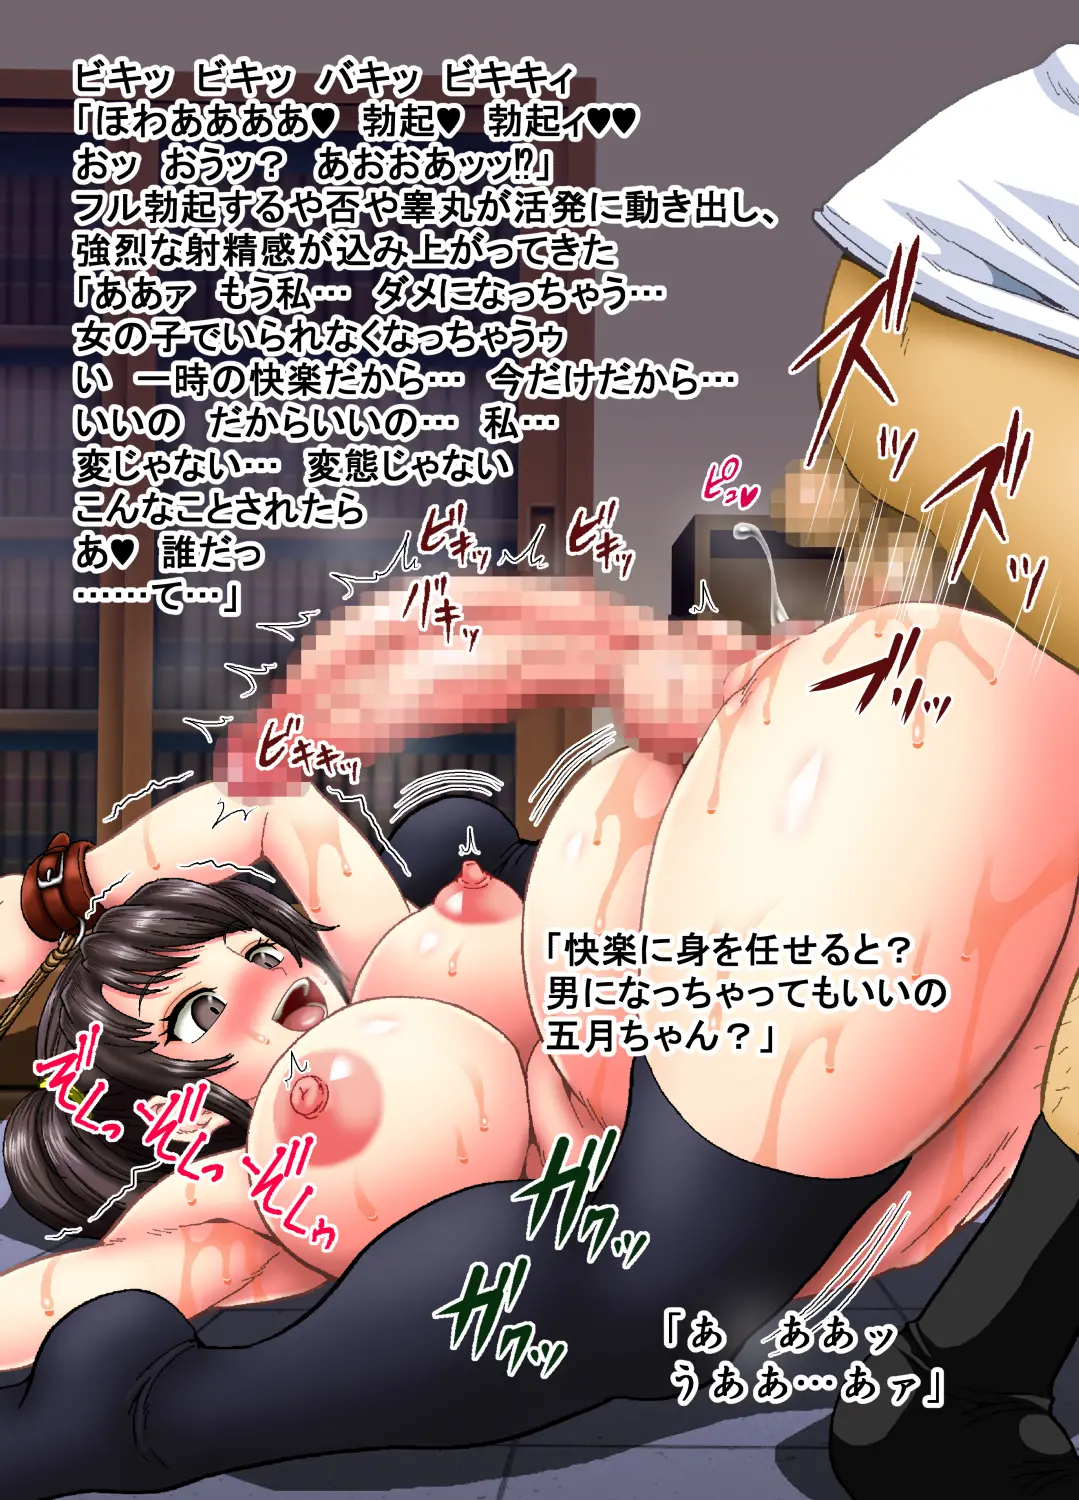 ビキッ ビキッ バキッ ビキキィ
「ほわああああ♥ 勃起♥ 勃起ィ♥♥
おッ おうッ? あおおあッッ!?」
フル勃起するや否や睾丸が活発に動き出し、
強烈な射精感が込み上がってきた
「ああァ もう私… ダメになっちゃう…
女の子でいられなくなっちゃうゥ
い 一時の快楽だから… 今だけだから…
いいの だからいいの… 私…
変じゃない… 変態じゃない
こんなことされたら
あ♥ 誰だっ
……て…」
ズッ
ズッ
ズッ
ピュ♥
ビキッ
ビキッ
バキッ
ブリッ
ビキキッ
「快楽に身を任せると?
男になっちゃってもいいの
五月ちゃん?」
ぞくっ
ぞくっ
ぞくぅ
ガクッ
ガクッ
「あ ああッ
うああ…あァ」